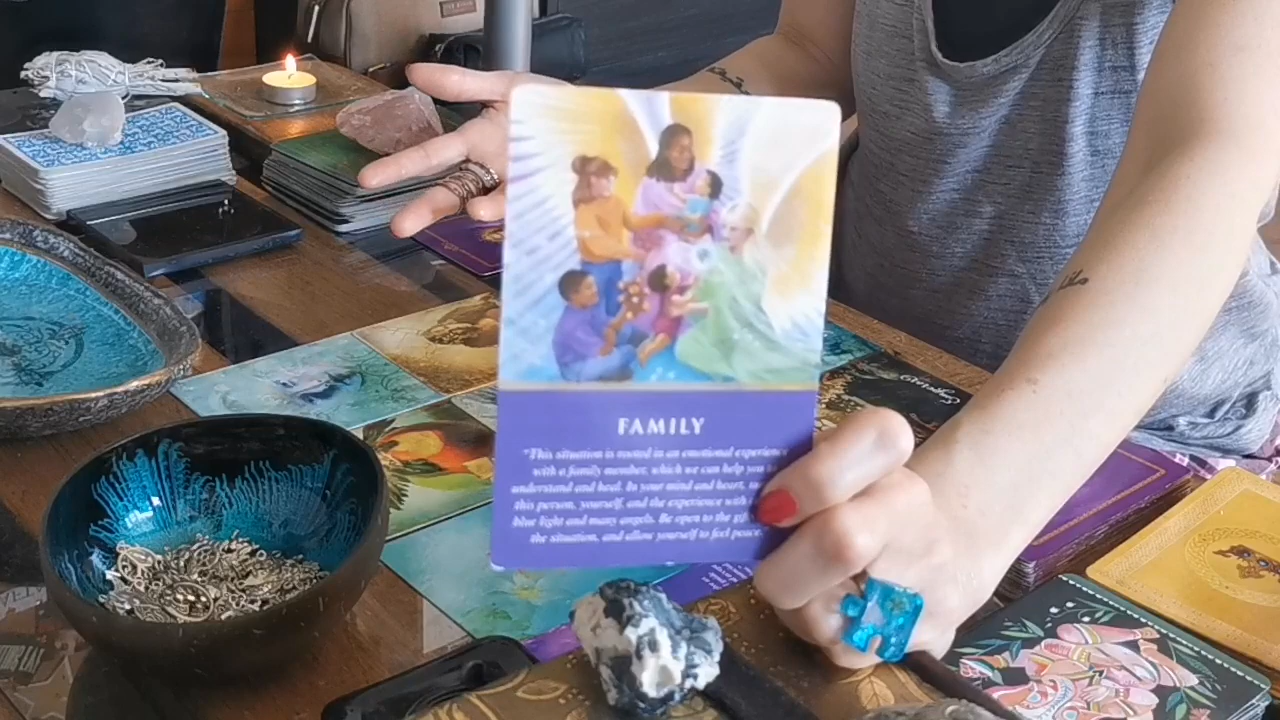 FAMILY
"This situation is rooted in an emotional experience
with a family member, which we can help you
understand and heal. In your mind and heart,
this person, yourself, and the experience with
blue light and many angels. Be open to the
the situation, and allow yourself to feel peace.